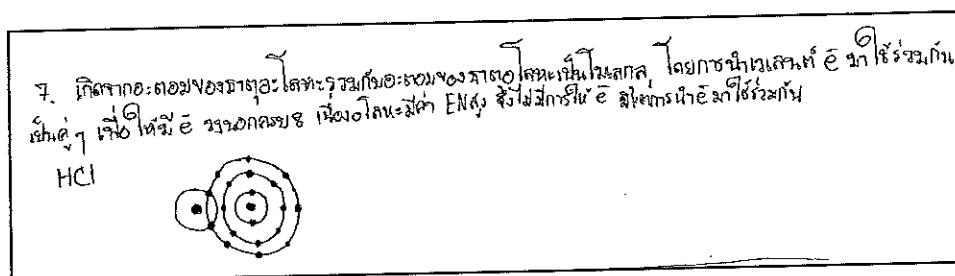 7. เกิดจากอะตอมของธาตุอะโลหะรวมกับอะตอมของธาตุอโลหะเป็นโมเลกุล โดยการนำเวเลนต์ ē มาใช้ร่วมกัน
เป็นคู่ๆ เพื่อให้มี ē วงนอกครบ 8 เนื่องอโลหะมีค่า EN สูง จึงไม่มีการให้ ē มีแต่การนำ ē มาใช้ร่วมกัน
HCl